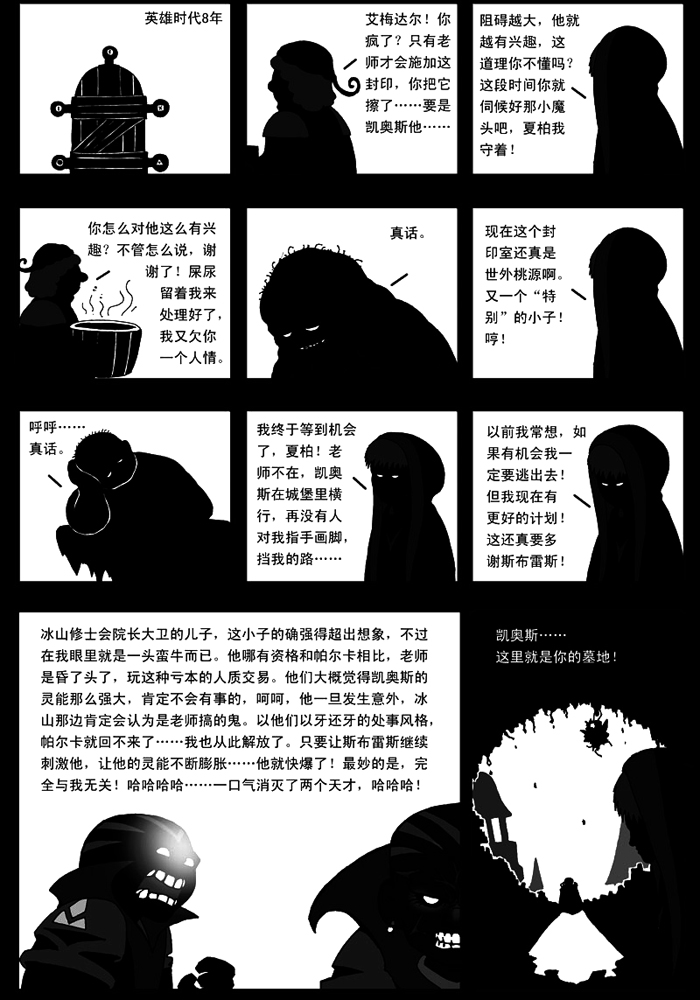 英雄时代8年
艾梅达尔！你
疯了？只有老
师才会施加这
封印，你把它
擦了……要是
凯奥斯他……
阻碍越大，他就
越有兴趣，这
道理你不懂吗？
这段时间你就
伺候好那小魔
头吧，夏柏我
守着！
你怎么对他这么有兴
趣？不管怎么说，谢
谢了！屎尿
留着我来
处理好了，
我又欠你
一个人情。
真话。
现在这个封
印室还真是
世外桃源啊。
又一个“特
别”的小子！
哼！
呼呼……
真话。
我终于等到机会
了，夏柏！老
师不在，凯奥
斯在城堡里横
行，再没有人
对我指手画脚，
挡我的路……
以前我常想，如
果有机会我一
定要逃出去！
但我现在有
更好的计划！
这还真要多
谢斯布雷斯！
冰山修士会院长大卫的儿子，这小子的确强得超出想象，不过
在我眼里就是一头蛮牛而已。他哪有资格和帕尔卡相比，老师
是昏了头了，玩这种亏本的人质交易。他们大概觉得凯奥斯的
灵能那么强大，肯定不会有事的，呵呵，他一旦发生意外，冰
山那边肯定会认为是老师搞的鬼。以他们以牙还牙的处事风格，
帕尔卡就回不来了……我也从此解放了。只要让斯布雷斯继续
刺激他，让他的灵能不断膨胀……他就快爆了！最妙的是，完
全与我无关！哈哈哈哈……一口气消灭了两个天才，哈哈哈！
凯奥斯……
这里就是你的墓地！